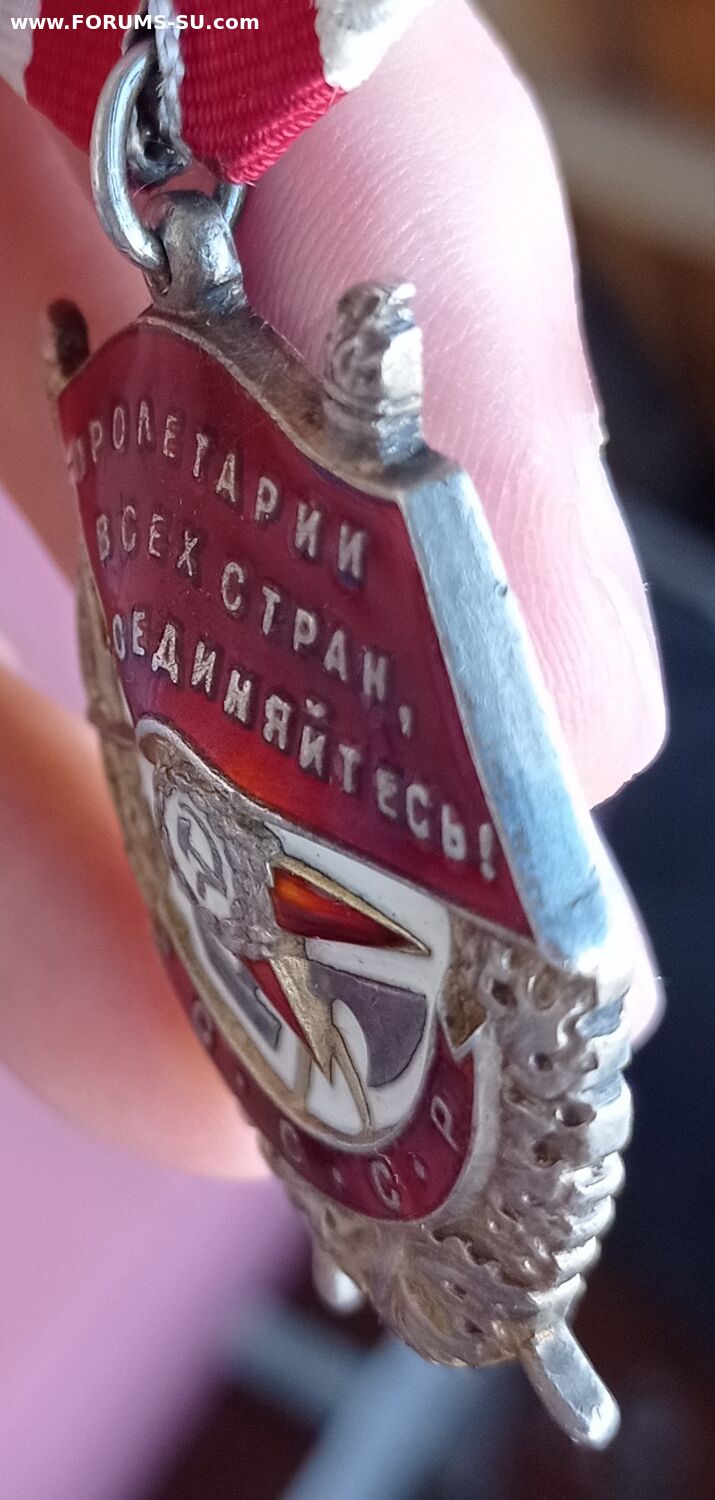 www.FORUMS-SU.com
ПРОЛЕТАРИИ
ВСЕХ СТРАН,
СОЕДИНЯЙТЕСЬ!
С·С·С·Р